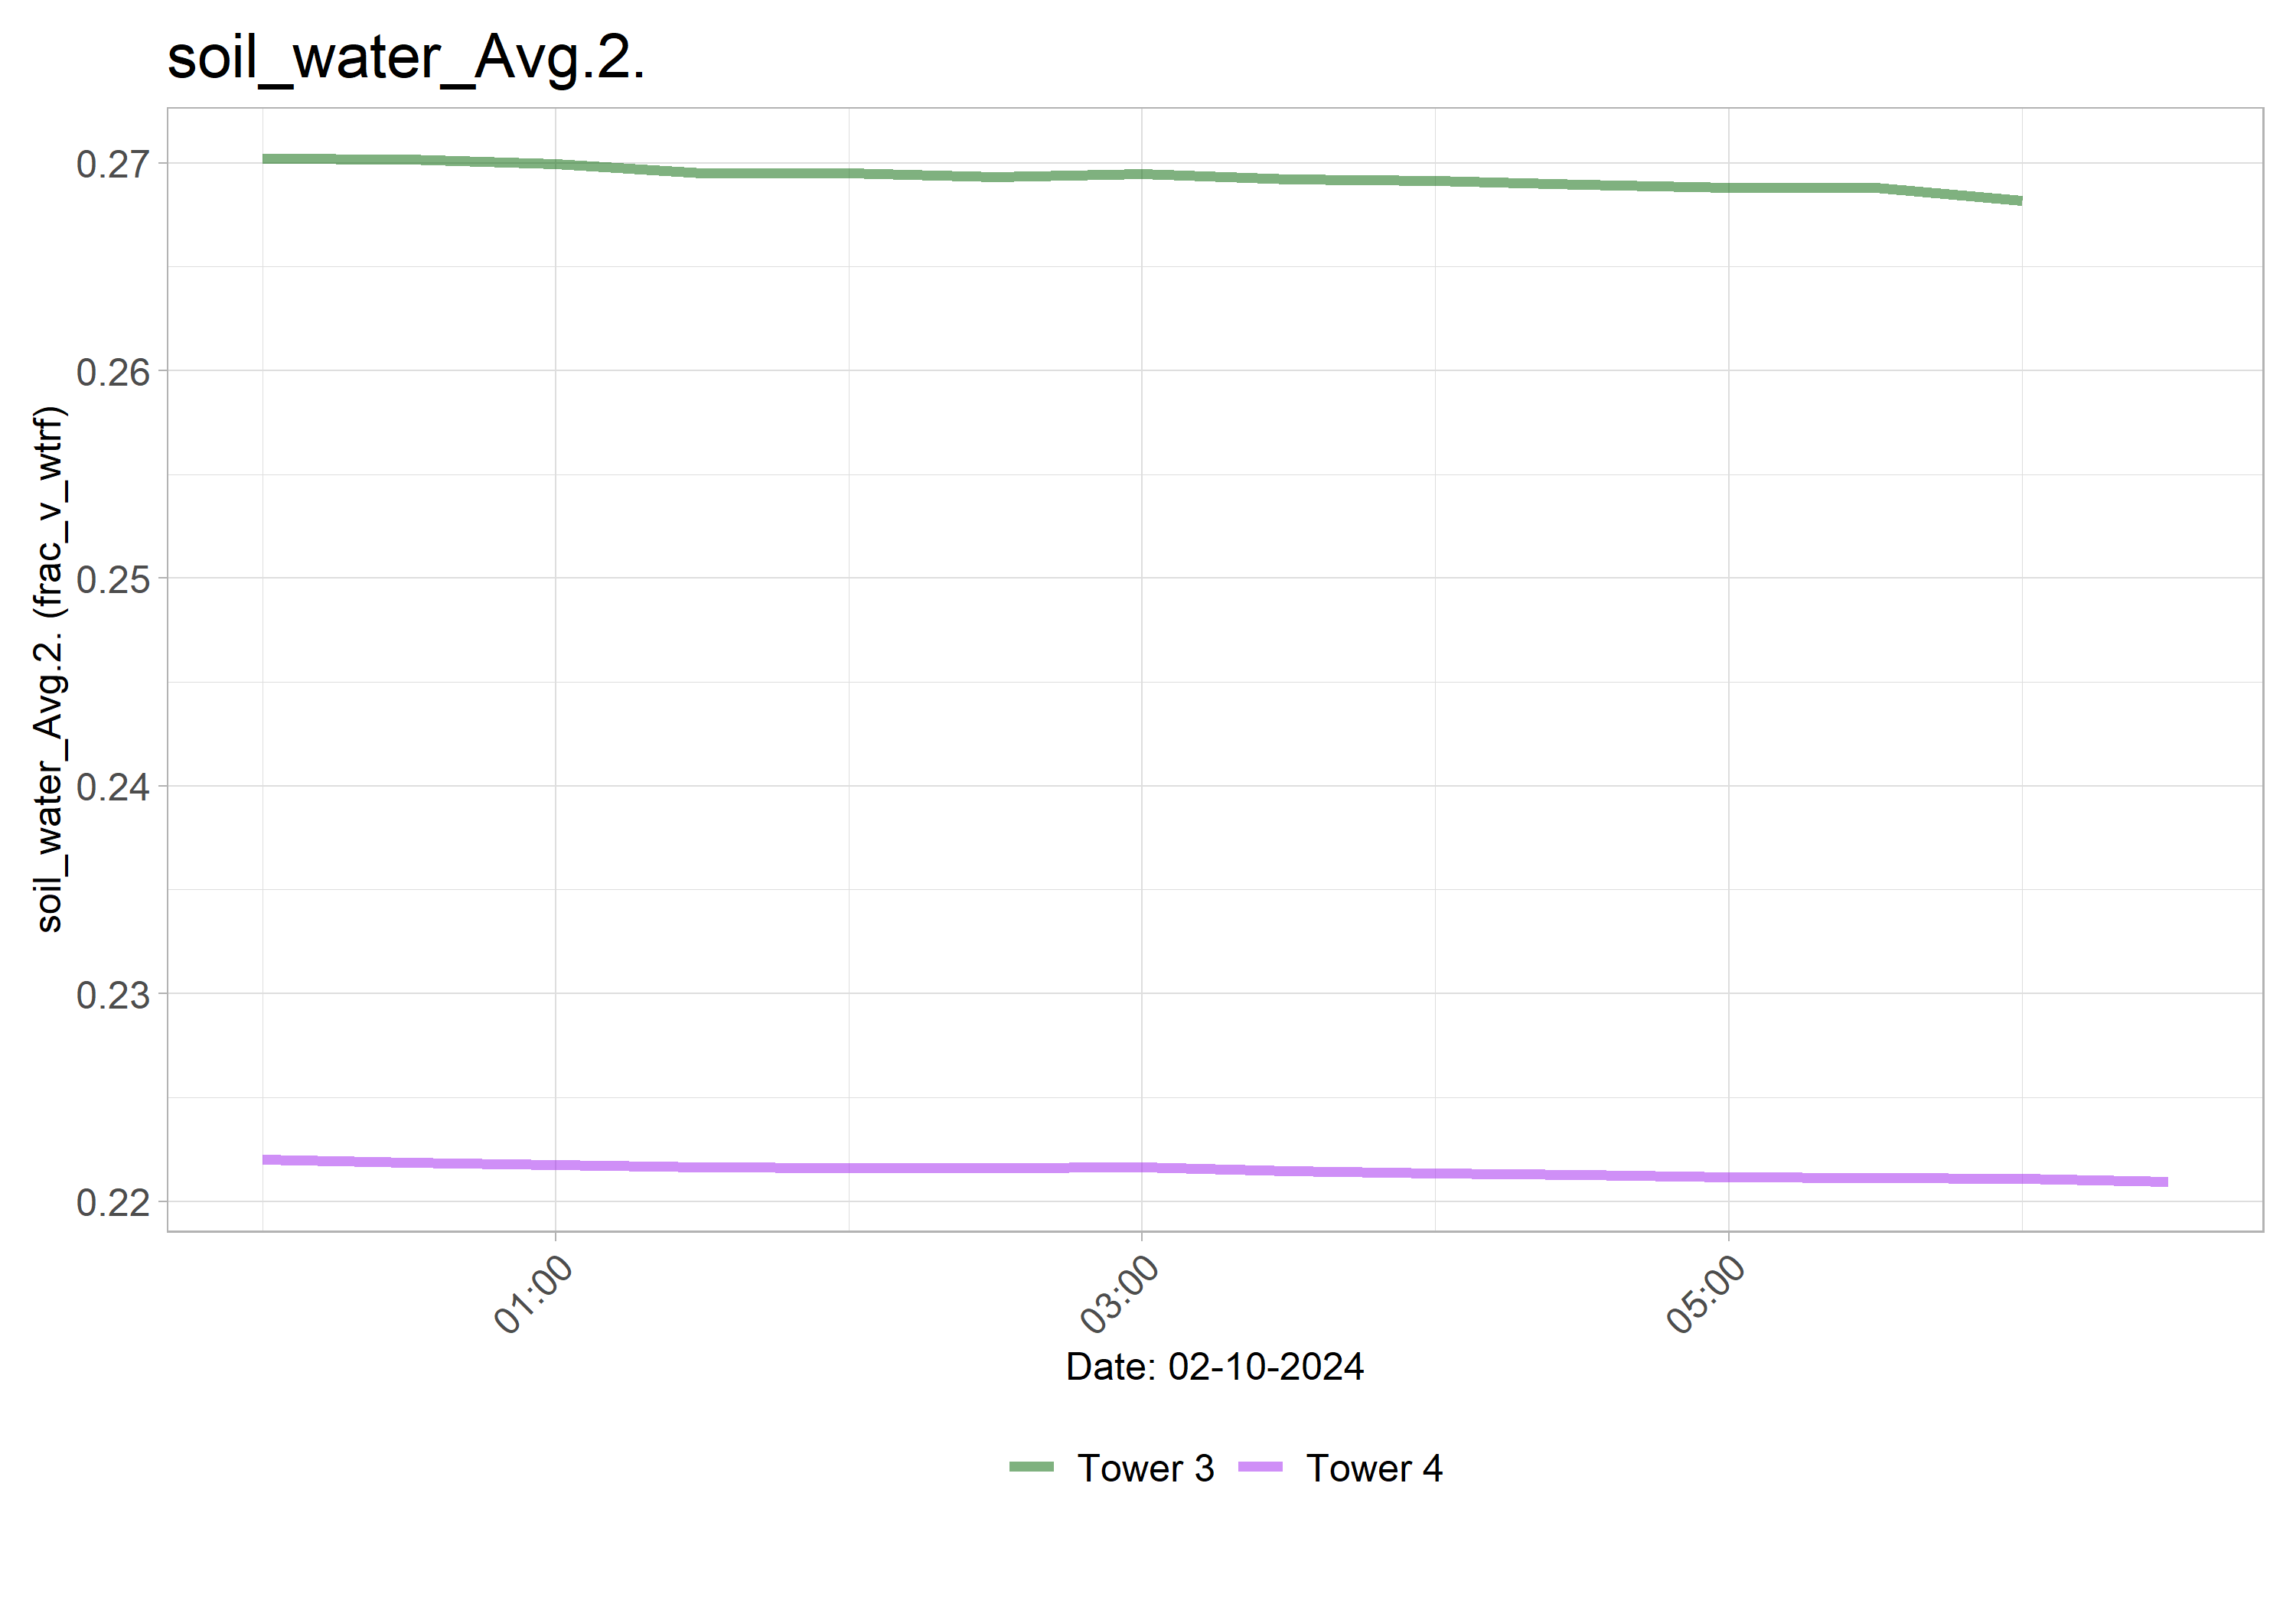 soil_water_Avg.2.
soil_water_Avg.2. (frac_v_wtrf)
0.27
0.26
0.25
0.24
0.23
0.22
01:00
03:00
05:00
Date: 02-10-2024
Tower 3
Tower 4